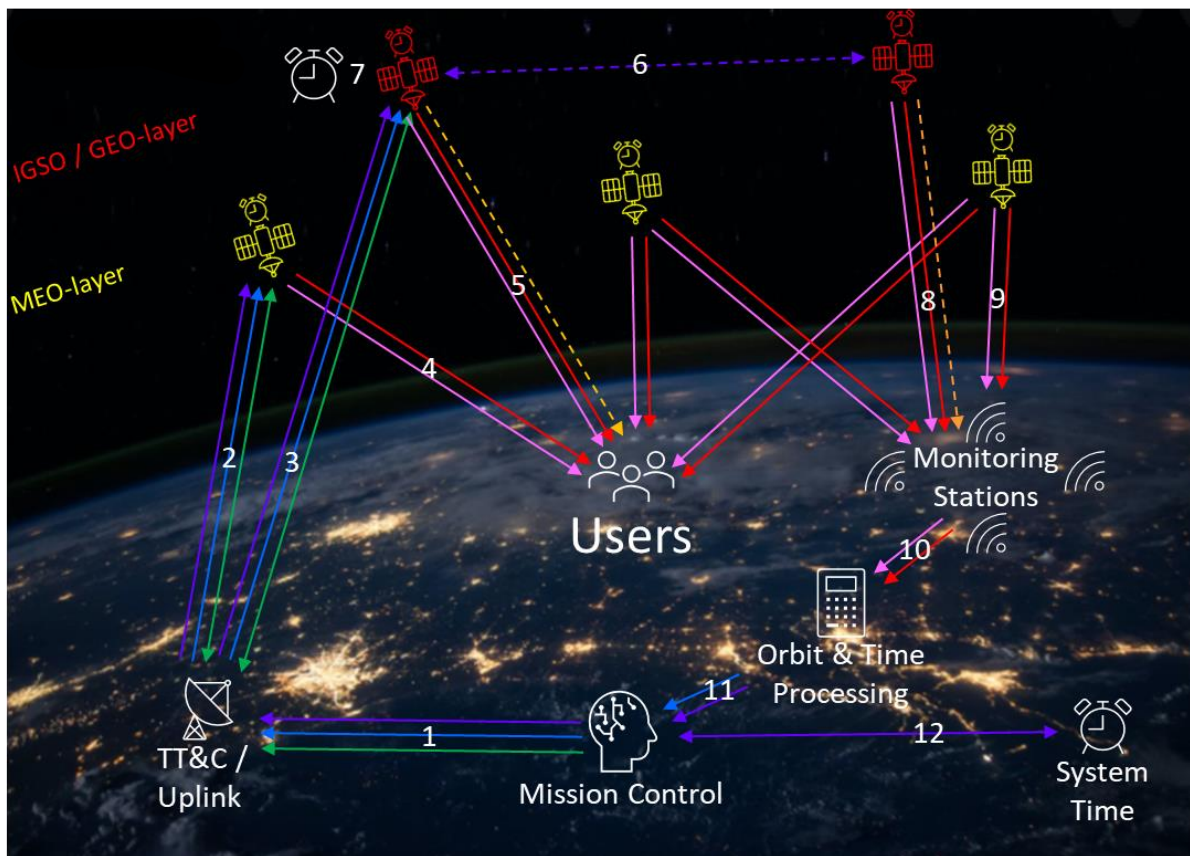 7
6
IGSO / GEO-layer
MEO-layer
5
8
9
4
2
3
Monitoring
Stations
Users
10
Orbit & Time
Processing
11
1
12
TT&C /
Uplink
Mission Control
System
Time